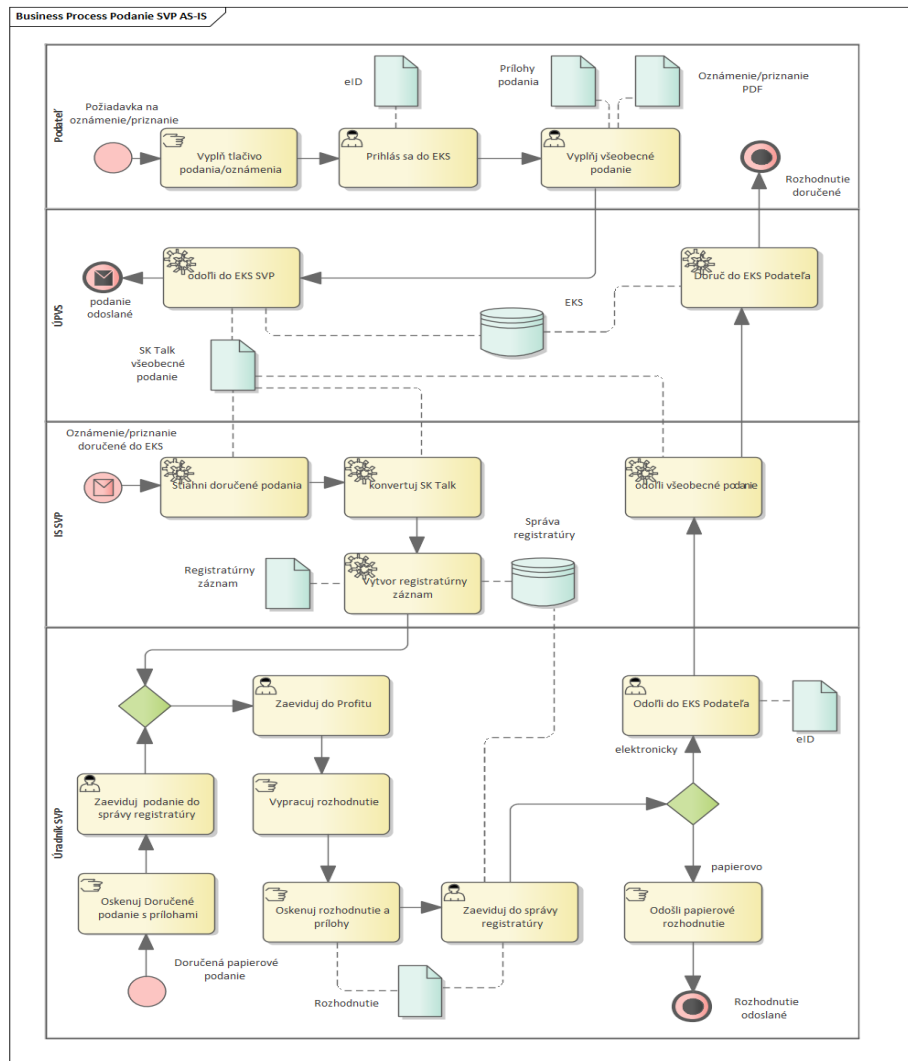 Business Process Podanie SVP AS-IS
Podateľ
Požiadavka na
oznámenie/priznanie
eID
Prílohy
podania
Oznámenie/priznanie
PDF
Vyplň tlačivo
podania/oznámenia
Prihlás sa do EKS
Vyplňj všeobecné
podanie
Rozhodnutie
doručené
ÚPVS
odošli do EKS SVP
podanie
odoslané
EKS
Doruč do EKS Podateľa
SK Talk
všeobecné
podanie
IS SVP
Oznámenie/priznanie
doručené do EKS
Stiahni doručené podania
konvertuj SK Talk
odošli všeobecné podanie
Správa
registratúry
Registratúrny
záznam
Vytvor registratúrny
záznam
Úradník SVP
Zaeviduj do Profitu
Odošli do EKS Podateľa
eID
elektronicky
Zaeviduj podanie do
správy registratúry
Vypracuj rozhodnutie
papierovo
Oskenuj Doručené
podanie s prílohami
Oskenuj rozhodnutie a
prílohy
Zaeviduj do správy
registratúry
Odošli papierové
rozhodnutie
Doručená papierové
podanie
Rozhodnutie
Rozhodnutie
odoslané